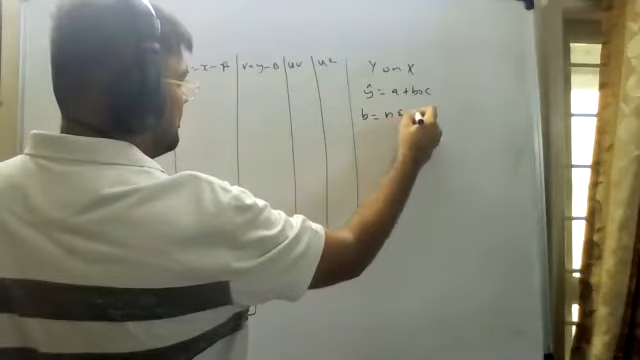 = x - A v = y - B uv u²
Y on X
ŷ = a + bx
b = n Σ